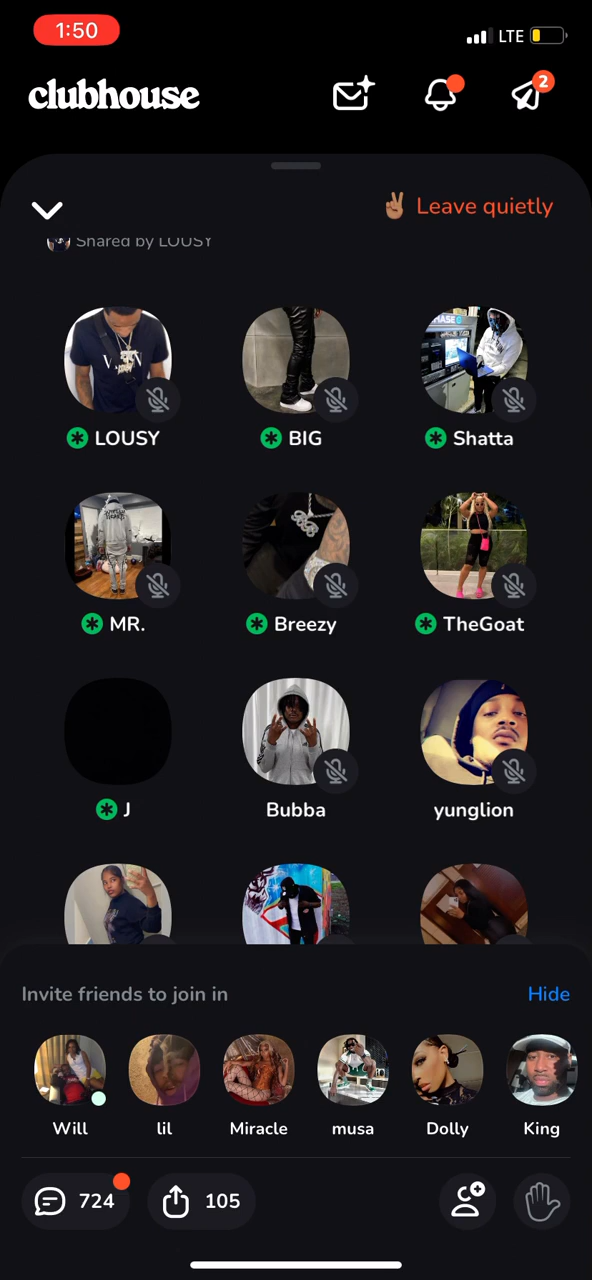 1:50
LTE
clubhouse
2
✌🏽 Leave quietly
Shared by LOUSY
LOUSY
BIG
Shatta
MR.
Breezy
TheGoat
J
Bubba
yunglion
Invite friends to join in
Hide
Will
lil
Miracle
musa
Dolly
King
724
105